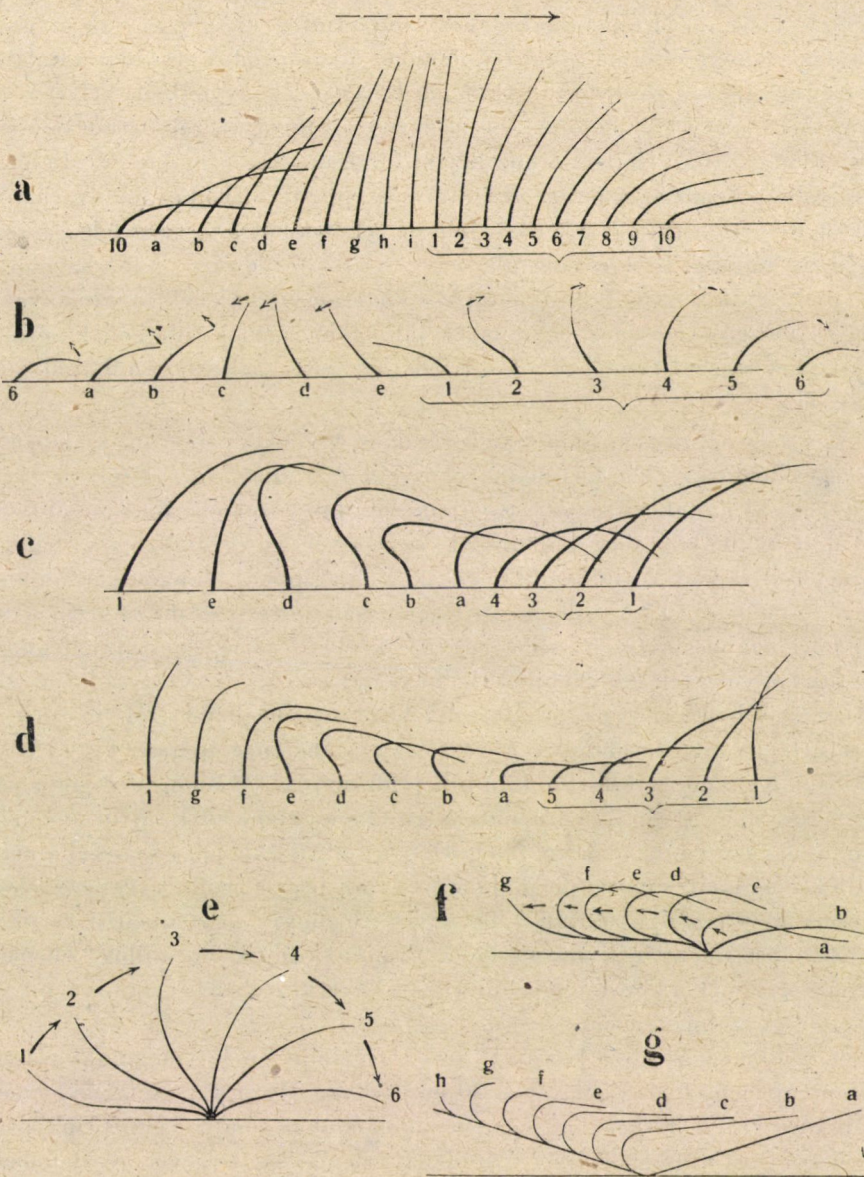 a
10 a b c d e f g h i 1 2 3 4 5 6 7 8 9 10
b
6 a b c d e 1 2 3 4 5 6
c
1 e d c b a 4 3 2 1
d
1 g f e d c b a 5 4 3 2 1
e
1 2 3 4 5 6
f
g f e d c b a
g
h g f e d c b a